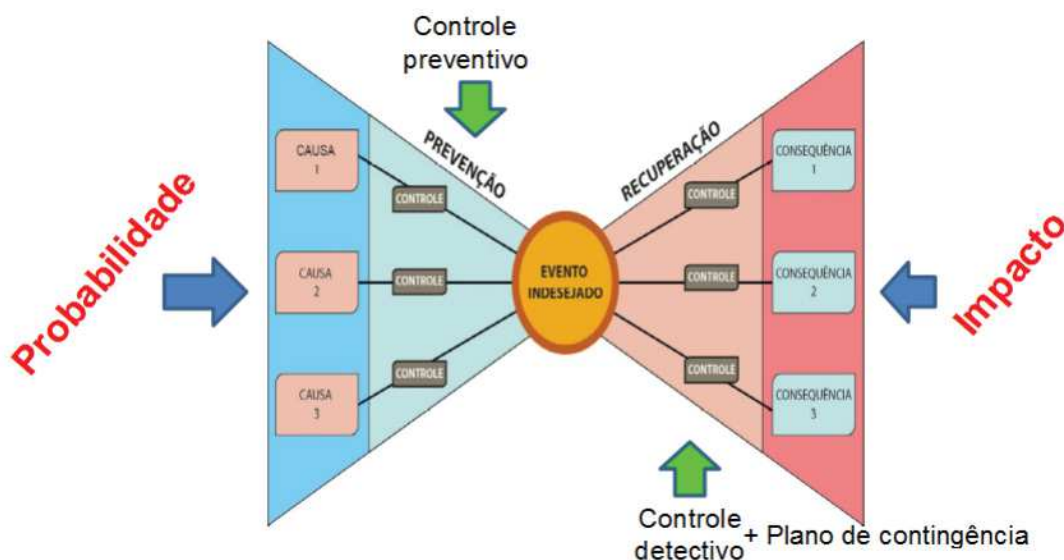 Controle
preventivo
PREVENÇÃO
RECUPERAÇÃO
Probabilidade
CAUSA
1
CONTROLE
CONTROLE
CONSEQUÊNCIA
1
CAUSA
2
CONTROLE
EVENTO
INDESEJADO
CONTROLE
CONSEQUÊNCIA
2
Impacto
CAUSA
3
CONTROLE
CONTROLE
CONSEQUÊNCIA
3
Controle
detectivo
+ Plano de contingência